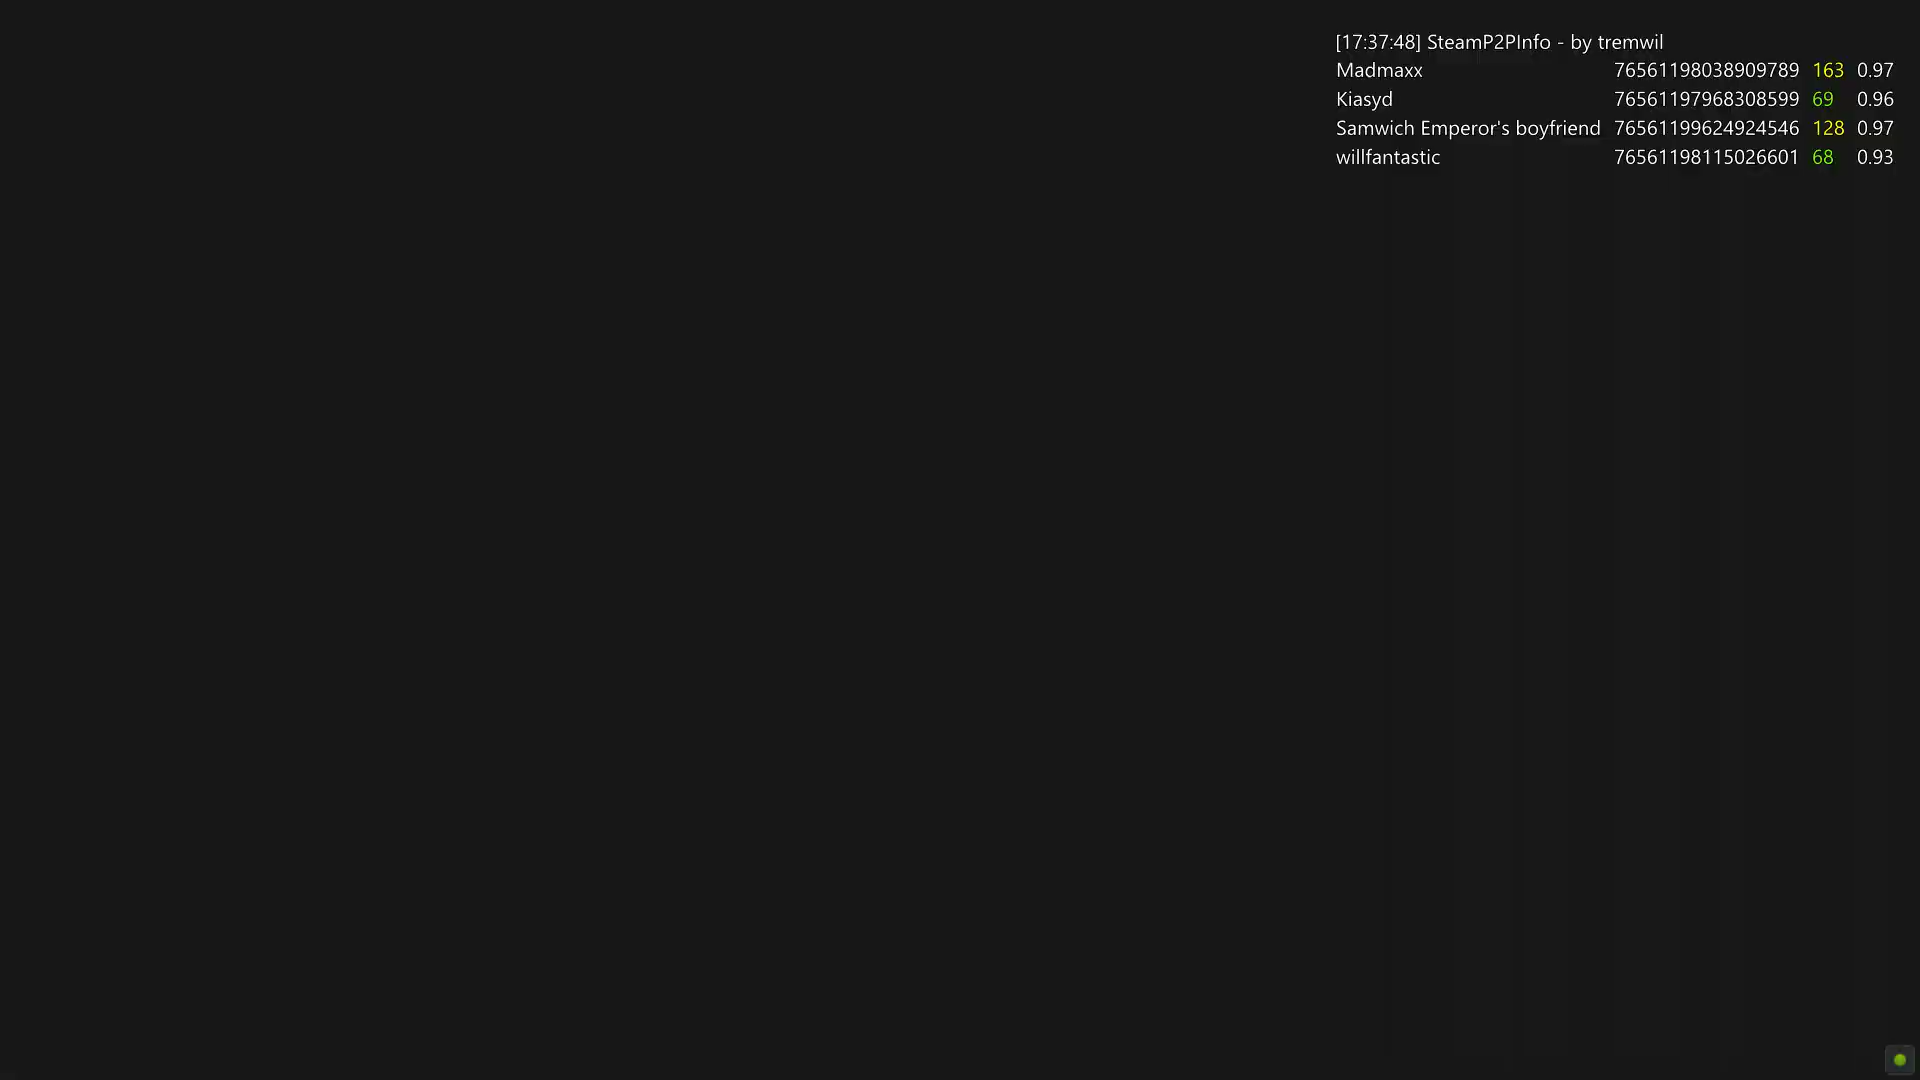 [17:37:48] SteamP2PInfo - by tremwil
Madmaxx 76561198038909789 163 0.97
Kiasyd 76561197968308599 69 0.96
Samwich Emperor's boyfriend 76561199624924546 128 0.97
willfantastic 76561198115026601 68 0.93